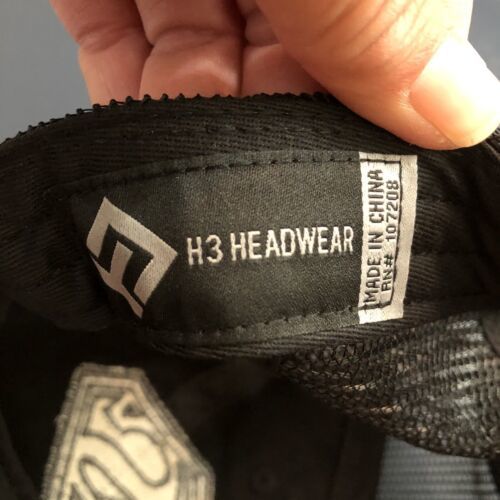 H3 HEADWEAR
MADE IN CHINA
RN# 107208